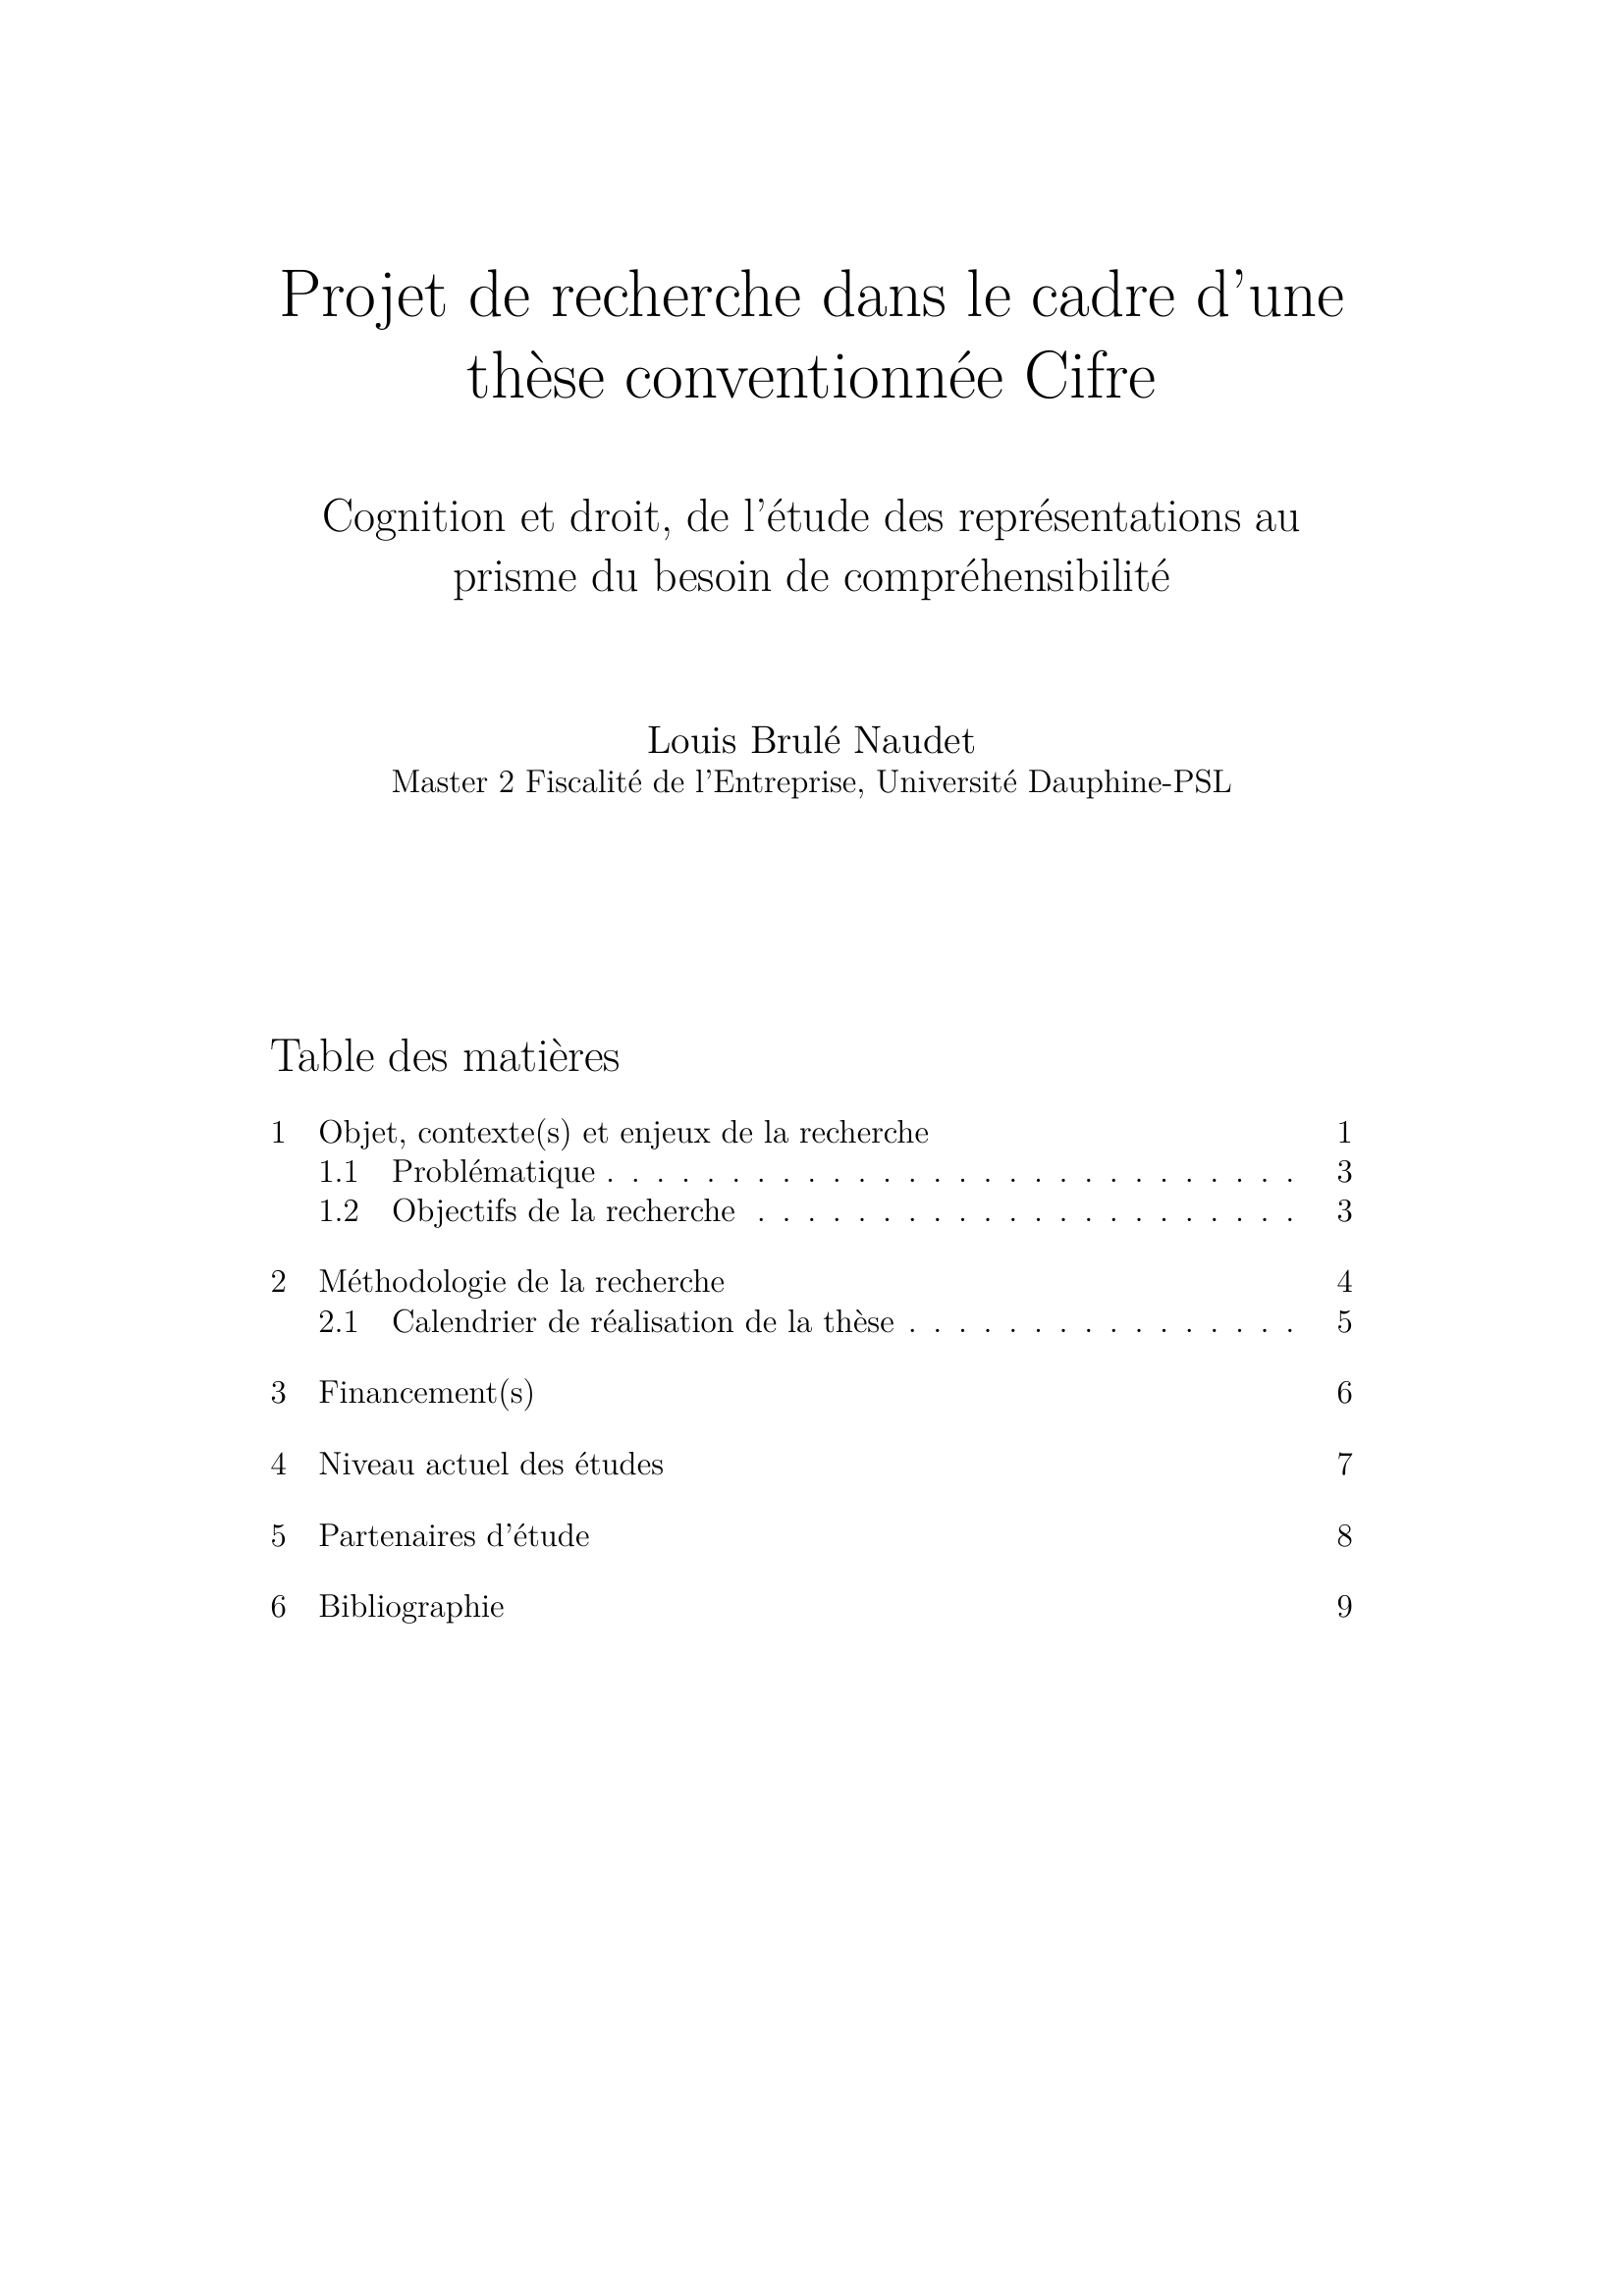 Projet de recherche dans le cadre d'une
thèse conventionnée Cifre
Cognition et droit, de l'étude des représentations au
prisme du besoin de compréhensibilité
Louis Brulé Naudet
Master 2 Fiscalité de l'Entreprise, Université Dauphine-PSL
Table des matières
1 Objet, contexte(s) et enjeux de la recherche 1
1.1 Problématique . . . . . . . . . . . . . . . . . . . . . . . . . . . . 3
1.2 Objectifs de la recherche . . . . . . . . . . . . . . . . . . . . . . 3
2 Méthodologie de la recherche 4
2.1 Calendrier de réalisation de la thèse . . . . . . . . . . . . . . . . 5
3 Financement(s) 6
4 Niveau actuel des études 7
5 Partenaires d'étude 8
6 Bibliographie 9